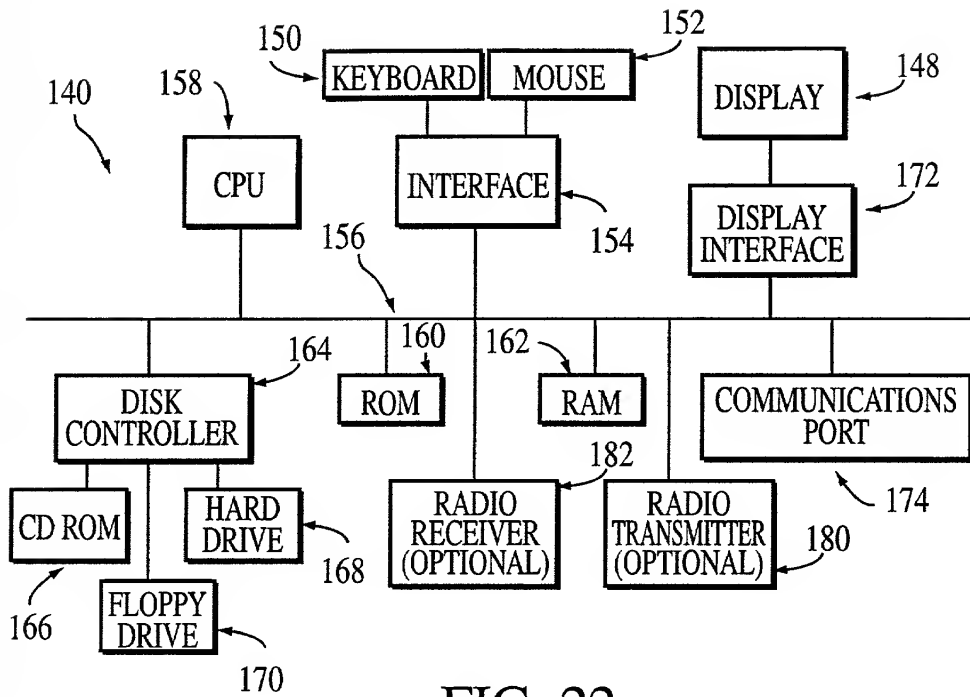 150
152
KEYBOARD
MOUSE
158
140
148
DISPLAY
CPU
INTERFACE
172
154
DISPLAY
INTERFACE
156
164
160
162
DISK
CONTROLLER
ROM
RAM
COMMUNICATIONS
PORT
182
CD ROM
HARD
DRIVE
RADIO
RECEIVER
(OPTIONAL)
RADIO
TRANSMITTER
(OPTIONAL)
174
180
168
166
FLOPPY
DRIVE
170